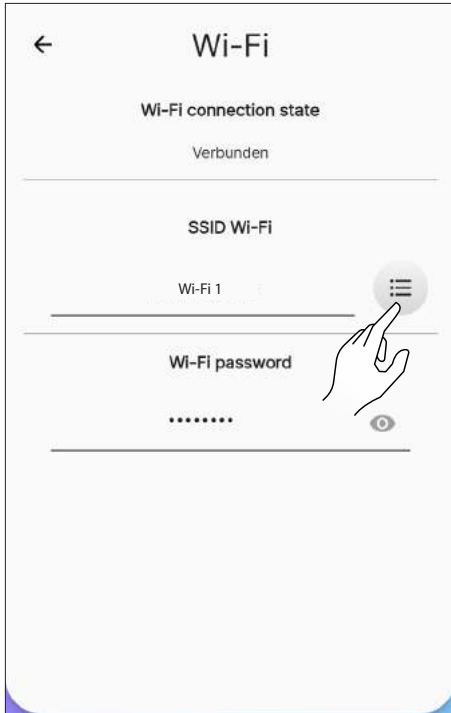 Wi-Fi
Wi-Fi connection state
Verbunden
SSID Wi-Fi
Wi-Fi 1
Wi-Fi password
••••••••